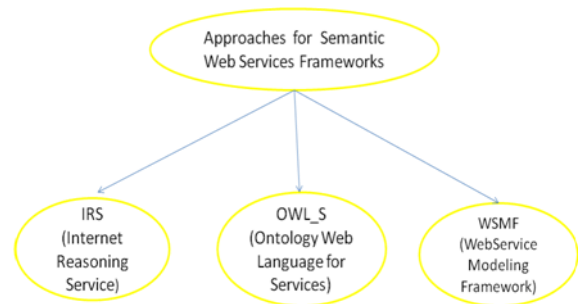 Approaches for Semantic
Web Services Frameworks
IRS
(Internet
Reasoning
Service)
OWL_S
(Ontology Web
Language for
Services)
WSMF
(WebService
Modeling
Framework)